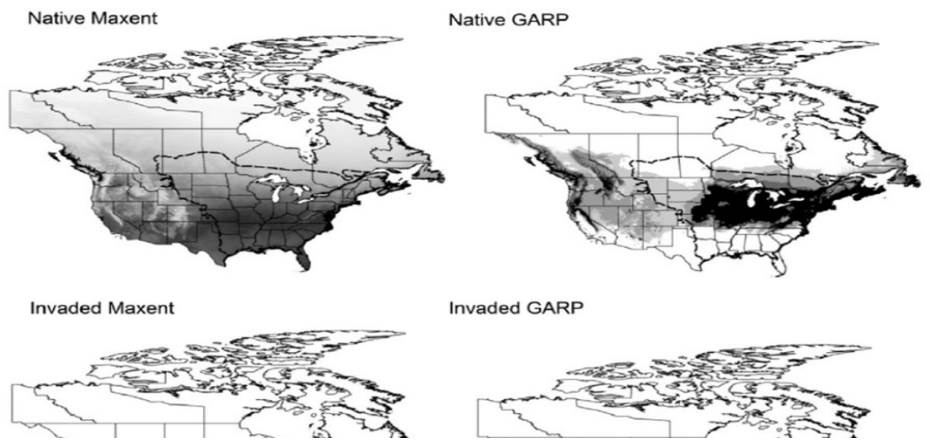 Native Maxent
Native GARP
Invaded Maxent
Invaded GARP